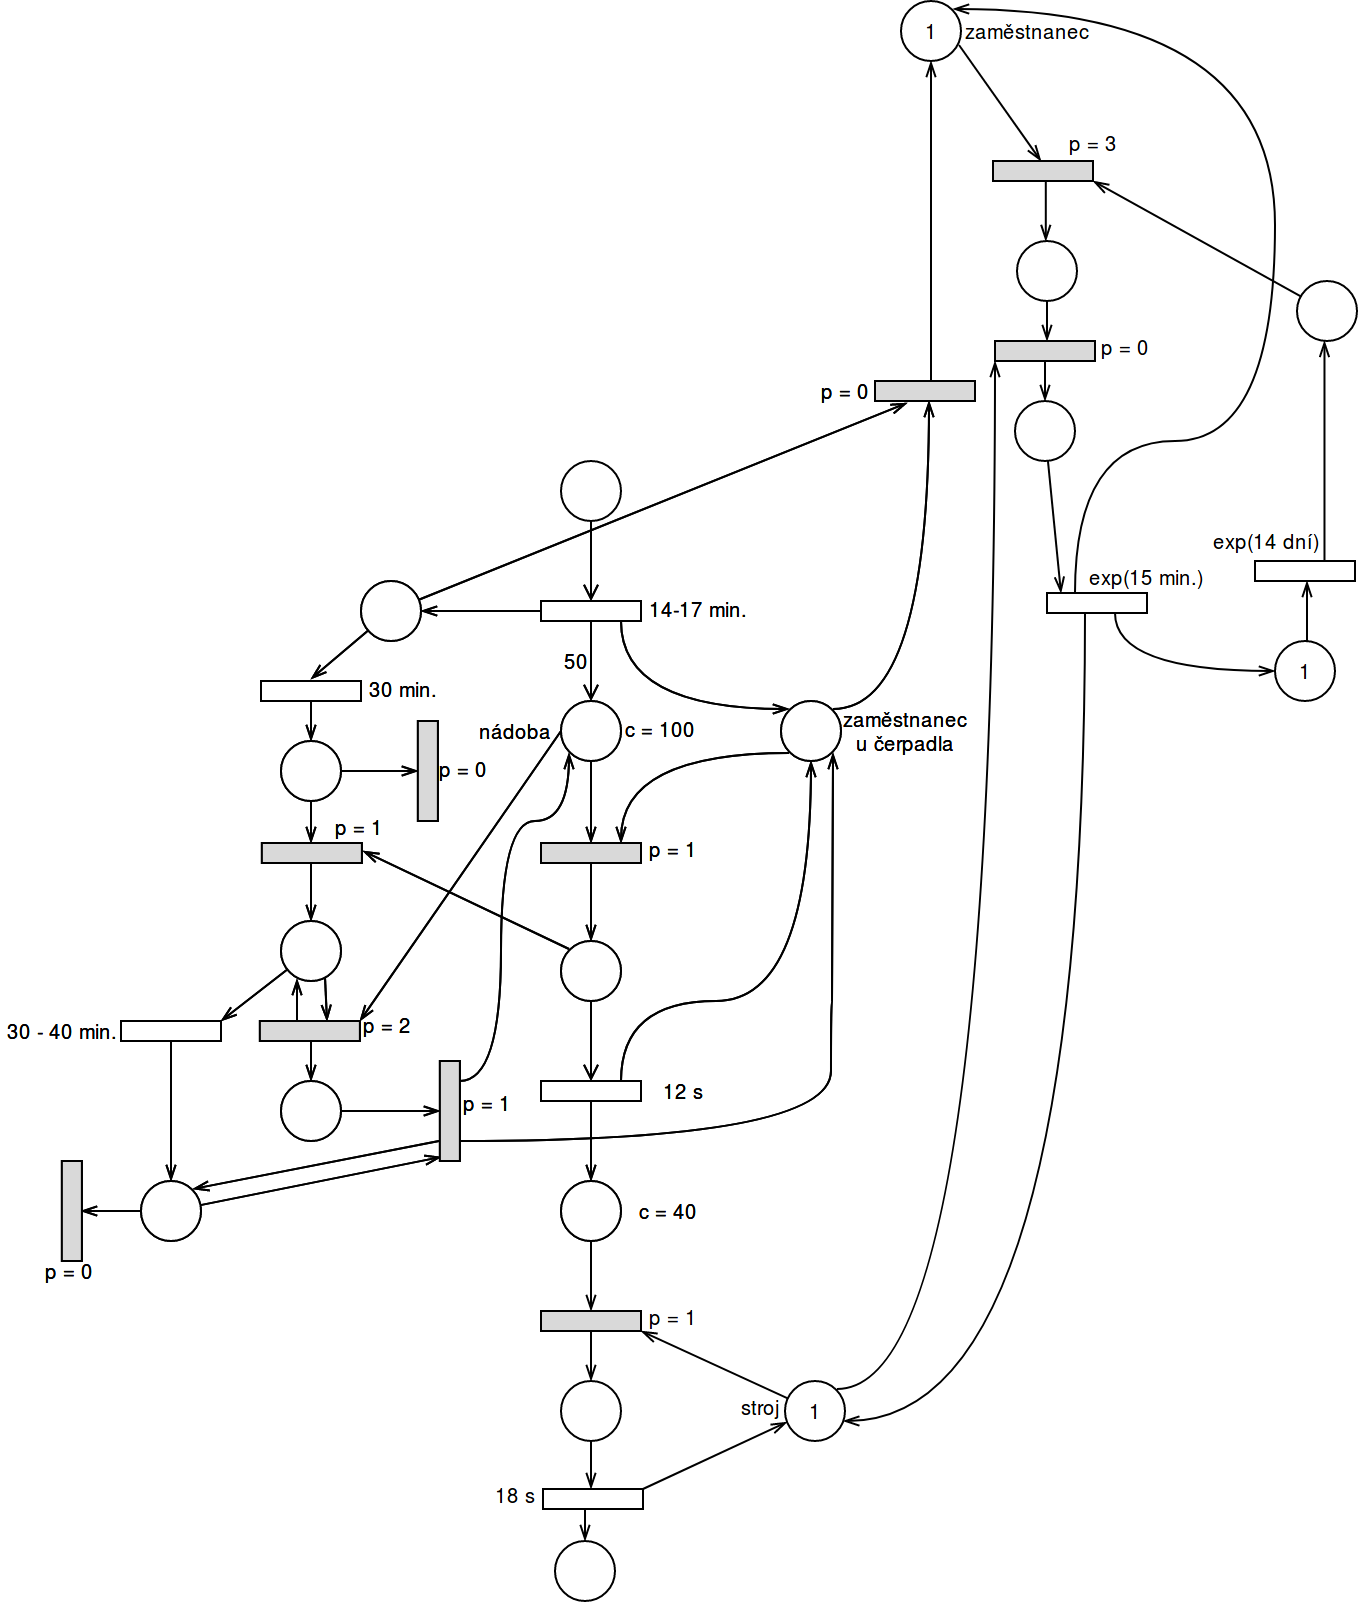 1
zaměstnanec
p = 3
p = 0
p = 0
exp(14 dní)
exp(15 min.)
14-17 min.
50
1
30 min.
nádoba
c = 100
zaměstnanec
u čerpadla
p = 0
p = 1
p = 1
30 - 40 min.
p = 2
12 s
p = 1
c = 40
p = 0
p = 1
stroj
1
18 s